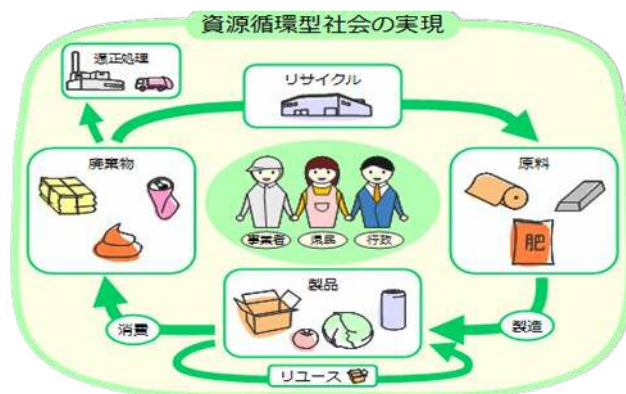 資源循環型社会の実現
適正処理
リサイクル
廃棄物
原料
肥
事業者
県民
行政
製品
消費
製造
リユース